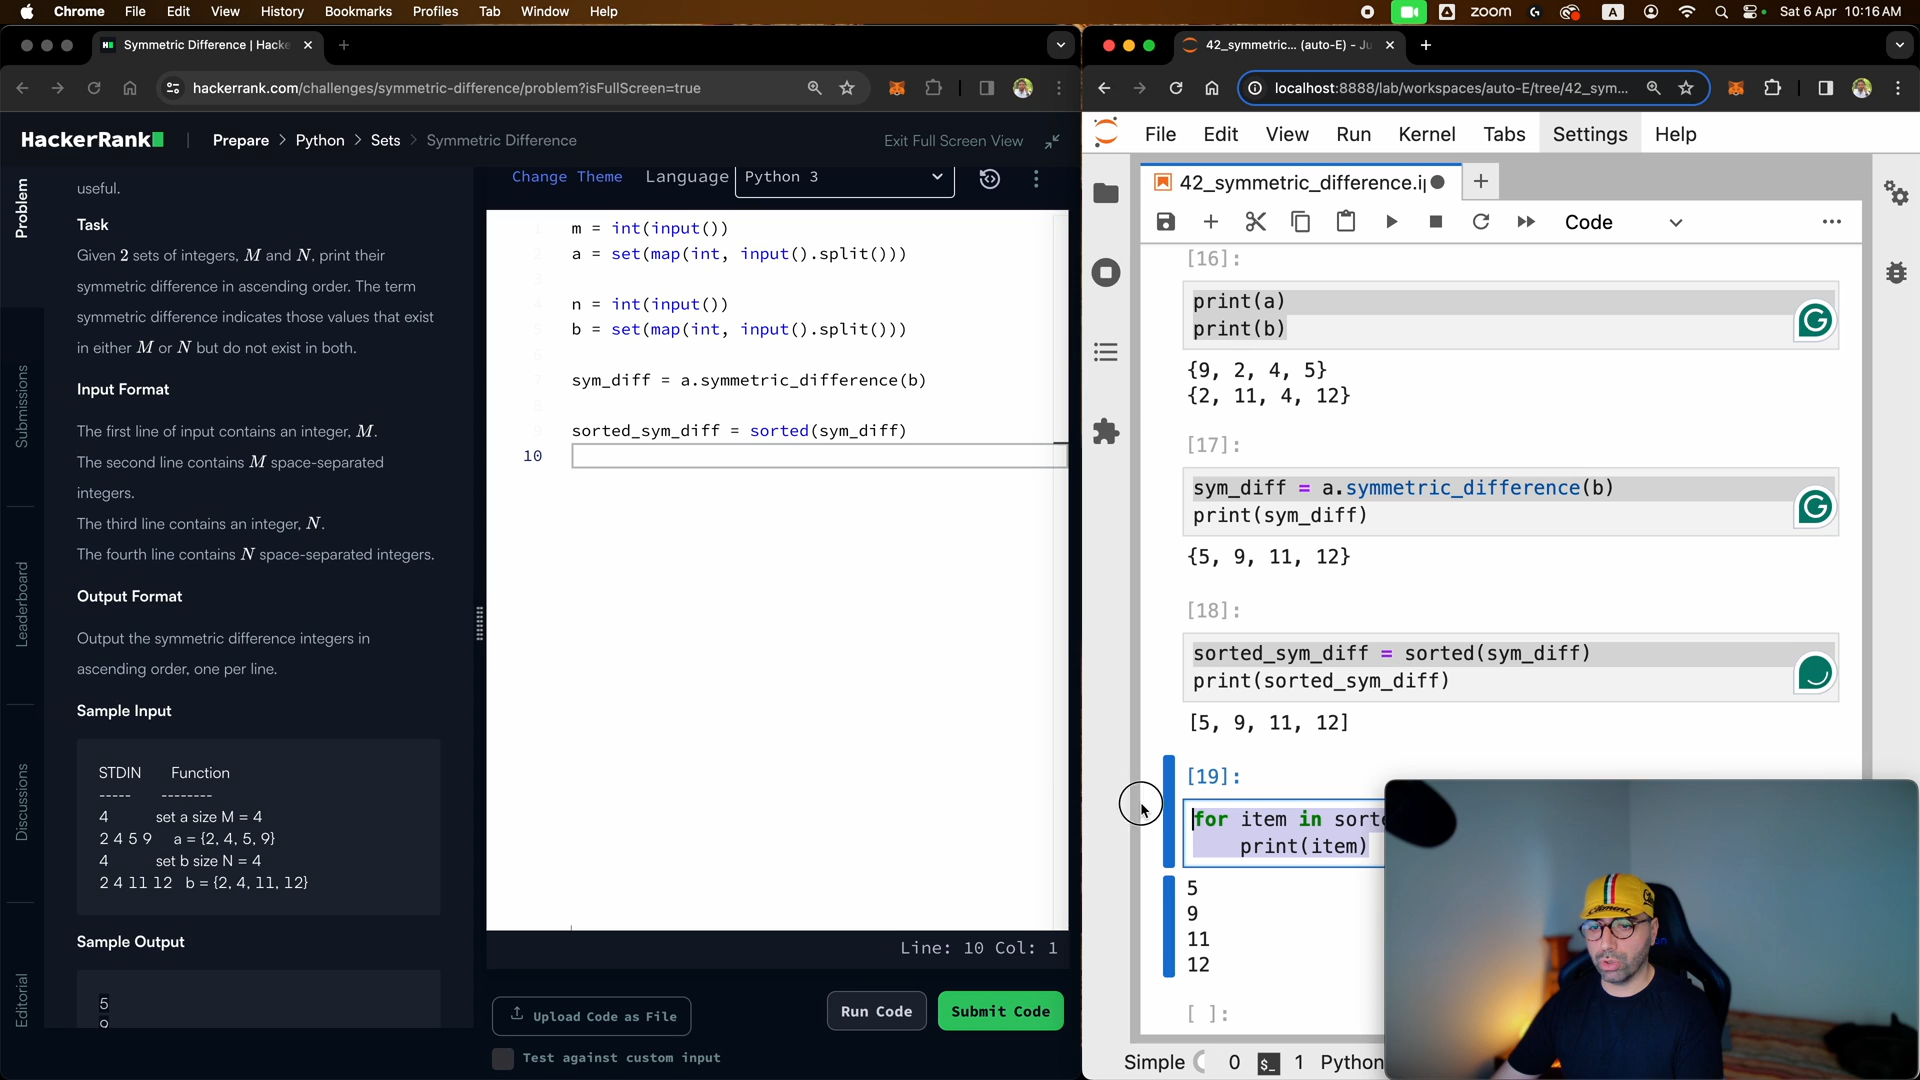 Chrome File Edit View History Bookmarks Profiles Tab Window Help
zoom A Sat 6 Apr 10:16 AM
Symmetric Difference | Hacke
hackerrank.com/challenges/symmetric-difference/problem?isFullScreen=true
HackerRank
Prepare > Python > Sets > Symmetric Difference
Exit Full Screen View
Problem
Submissions
Leaderboard
Discussions
Editorial
useful.
Task
Given 2 sets of integers, M and N, print their
symmetric difference in ascending order. The term
symmetric difference indicates those values that exist
in either M or N but do not exist in both.
Input Format
The first line of input contains an integer, M.
The second line contains M space-separated
integers.
The third line contains an integer, N.
The fourth line contains N space-separated integers.
Output Format
Output the symmetric difference integers in
ascending order, one per line.
Sample Input
STDIN Function
----- --------
4 set a size M = 4
2 4 5 9 a = {2, 4, 5, 9}
4 set b size N = 4
2 4 11 12 b = {2, 4, 11, 12}
Sample Output
5
9
Change Theme Language Python 3
1 m = int(input())
2 a = set(map(int, input().split()))
3
4 n = int(input())
5 b = set(map(int, input().split()))
6
7 sym_diff = a.symmetric_difference(b)
8
9 sorted_sym_diff = sorted(sym_diff)
10
Line: 10 Col: 1
Upload Code as File
Run Code
Submit Code
Test against custom input
42_symmetric... (auto-E) - Ju
localhost:8888/lab/workspaces/auto-E/tree/42_sym...
File Edit View Run Kernel Tabs Settings Help
42_symmetric_difference.i
Code
[16]:
print(a)
print(b)
{9, 2, 4, 5}
{2, 11, 4, 12}
[17]:
sym_diff = a.symmetric_difference(b)
print(sym_diff)
{5, 9, 11, 12}
[18]:
sorted_sym_diff = sorted(sym_diff)
print(sorted_sym_diff)
[5, 9, 11, 12]
[19]:
for item in sorte
print(item)
5
9
11
12
[ ]:
Simple 0 1 Python